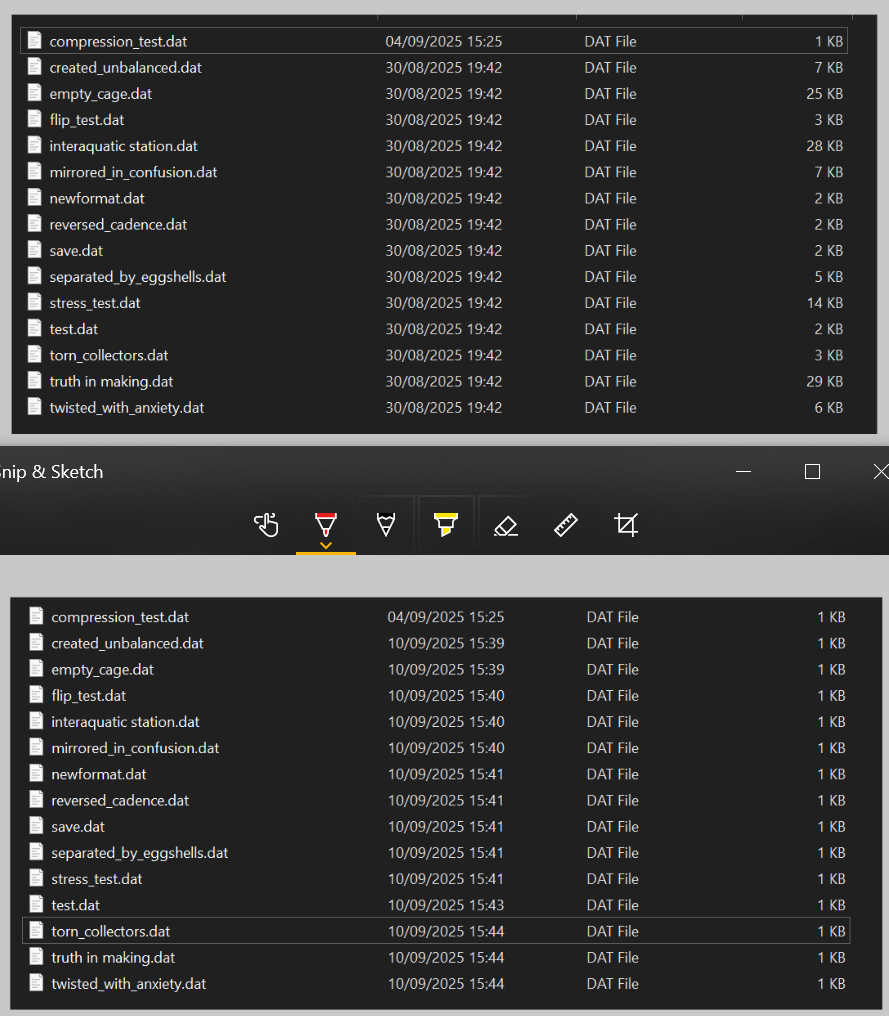 compression_test.dat 04/09/2025 15:25 DAT File 1 KB
created_unbalanced.dat 30/08/2025 19:42 DAT File 7 KB
empty_cage.dat 30/08/2025 19:42 DAT File 25 KB
flip_test.dat 30/08/2025 19:42 DAT File 3 KB
interaquatic station.dat 30/08/2025 19:42 DAT File 28 KB
mirrored_in_confusion.dat 30/08/2025 19:42 DAT File 7 KB
newformat.dat 30/08/2025 19:42 DAT File 2 KB
reversed_cadence.dat 30/08/2025 19:42 DAT File 2 KB
save.dat 30/08/2025 19:42 DAT File 2 KB
separated_by_eggshells.dat 30/08/2025 19:42 DAT File 5 KB
stress_test.dat 30/08/2025 19:42 DAT File 14 KB
test.dat 30/08/2025 19:42 DAT File 2 KB
torn_collectors.dat 30/08/2025 19:42 DAT File 3 KB
truth in making.dat 30/08/2025 19:42 DAT File 29 KB
twisted_with_anxiety.dat 30/08/2025 19:42 DAT File 6 KB
nip & Sketch
compression_test.dat 04/09/2025 15:25 DAT File 1 KB
created_unbalanced.dat 10/09/2025 15:39 DAT File 1 KB
empty_cage.dat 10/09/2025 15:39 DAT File 1 KB
flip_test.dat 10/09/2025 15:40 DAT File 1 KB
interaquatic station.dat 10/09/2025 15:40 DAT File 1 KB
mirrored_in_confusion.dat 10/09/2025 15:40 DAT File 1 KB
newformat.dat 10/09/2025 15:41 DAT File 1 KB
reversed_cadence.dat 10/09/2025 15:41 DAT File 1 KB
save.dat 10/09/2025 15:41 DAT File 1 KB
separated_by_eggshells.dat 10/09/2025 15:41 DAT File 1 KB
stress_test.dat 10/09/2025 15:41 DAT File 1 KB
test.dat 10/09/2025 15:43 DAT File 1 KB
torn_collectors.dat 10/09/2025 15:44 DAT File 1 KB
truth in making.dat 10/09/2025 15:44 DAT File 1 KB
twisted_with_anxiety.dat 10/09/2025 15:44 DAT File 1 KB